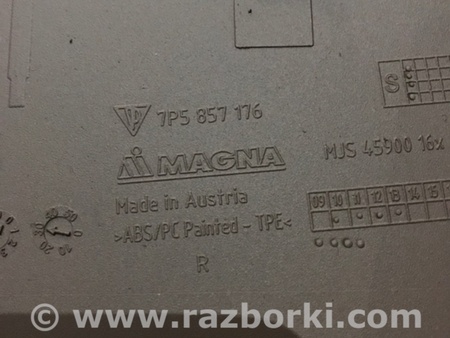 S
7P5 857 176
MAGNA MJS 45900 16x
Made in Austria
>ABS/PC Painted - TPE<
R
09 10 11 12 13 14 15
© www.razborki.com